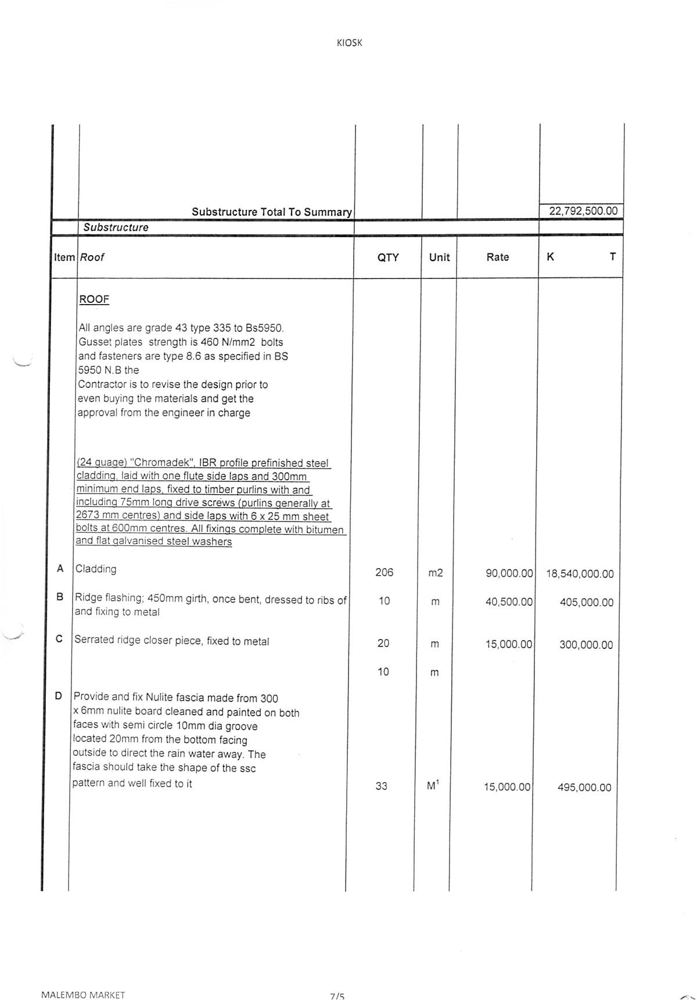 KIOSK
Substructure Total To Summary 22,792,500.00
Substructure
Item Roof QTY Unit Rate K T
ROOF
All angles are grade 43 type 335 to Bs5950.
Gusset plates strength is 460 N/mm2 bolts
and fasteners are type 8.6 as specified in BS
5950 N.B the
Contractor is to revise the design prior to
even buying the materials and get the
approval from the engineer in charge
(24 guage) "Chromadek", IBR profile prefinished steel
cladding, laid with one flute side laps and 300mm
minimum end laps, fixed to timber purlins with and
including 75mm long drive screws (purlins generally at
2673 mm centres) and side laps with 6 x 25 mm sheet
bolts at 600mm centres. All fixings complete with bitumen
and flat galvanised steel washers
A Cladding 206 m2 90,000.00 18,540,000.00
B Ridge flashing; 450mm girth, once bent, dressed to ribs of 10 m 40,500.00 405,000.00
and fixing to metal
C Serrated ridge closer piece, fixed to metal 20 m 15,000.00 300,000.00
10 m
D Provide and fix Nulite fascia made from 300
x 6mm nulite board cleaned and painted on both
faces with semi circle 10mm dia groove
located 20mm from the bottom facing
outside to direct the rain water away. The
fascia should take the shape of the ssc
pattern and well fixed to it 33 M¹ 15,000.00 495,000.00
MALEMBO MARKET 7/5